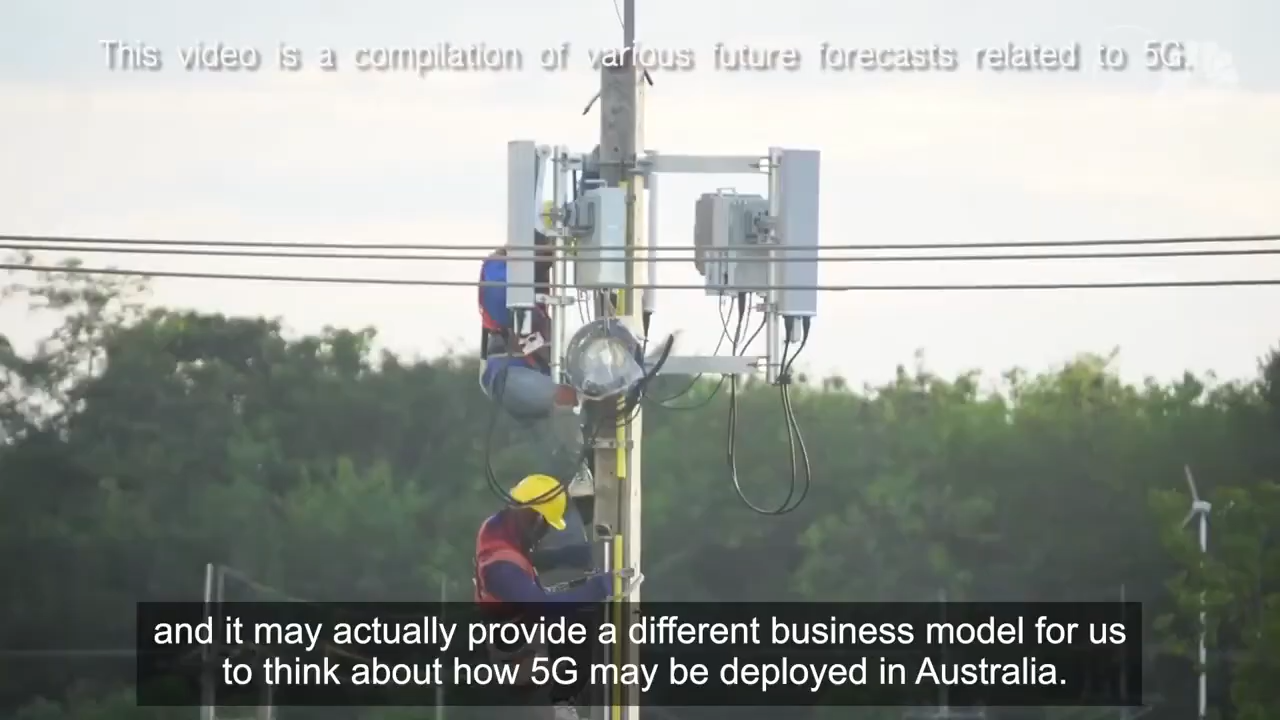 This video is a compilation of various future forecasts related to 5G.
and it may actually provide a different business model for us
to think about how 5G may be deployed in Australia.